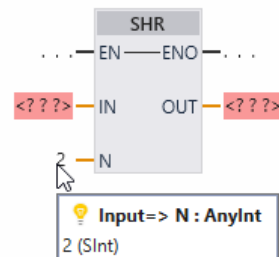 SHR
... EN ENO ...
<???> IN OUT <???>
2 N
Input=> N : AnyInt
2 (SInt)